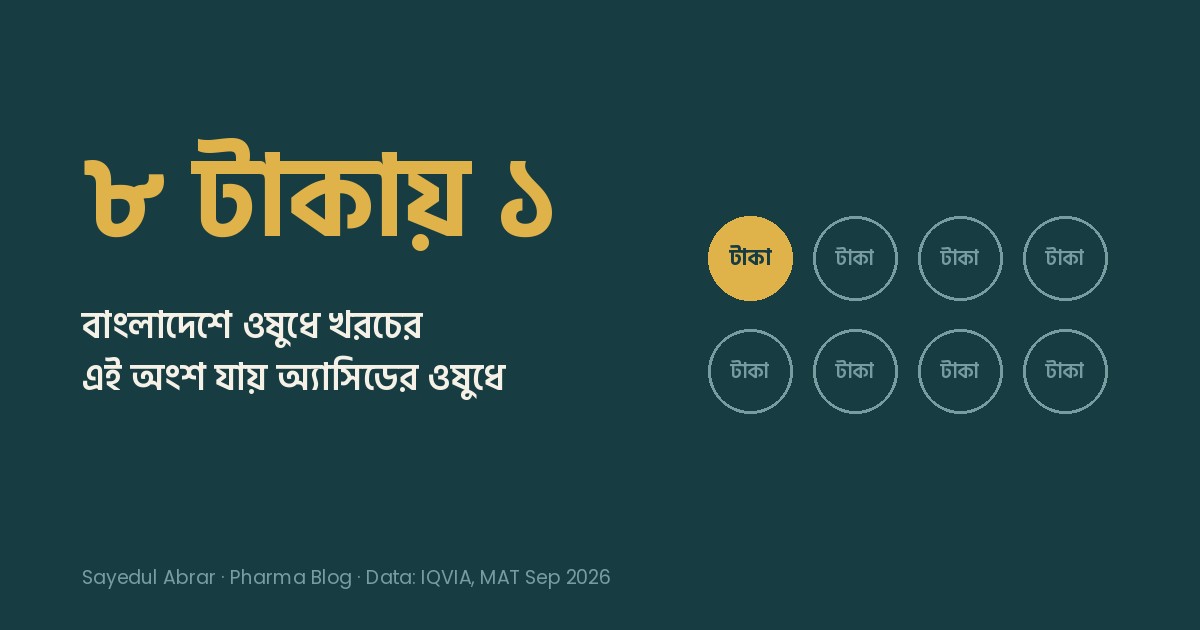 ৮ টাকায় ১
বাংলাদেশে ওষুধে খরচের
এই অংশ যায় অ্যাসিডের ওষুধে
টাকা টাকা টাকা টাকা
টাকা টাকা টাকা টাকা
Sayedul Abrar · Pharma Blog · Data: IQVIA, MAT Sep 2026